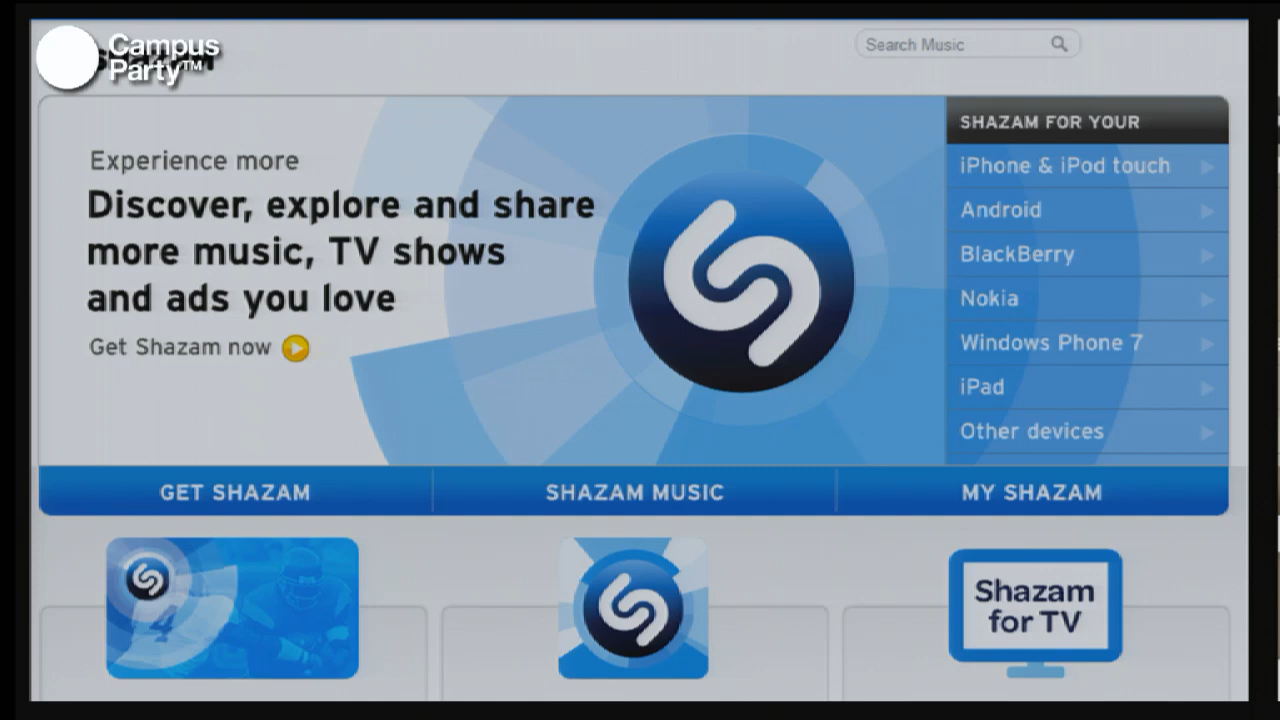 Campus
Party™
Search Music
Experience more
Discover, explore and share
more music, TV shows
and ads you love
Get Shazam now
SHAZAM FOR YOUR
iPhone & iPod touch
Android
BlackBerry
Nokia
Windows Phone 7
iPad
Other devices
GET SHAZAM
SHAZAM MUSIC
MY SHAZAM
Shazam
for TV